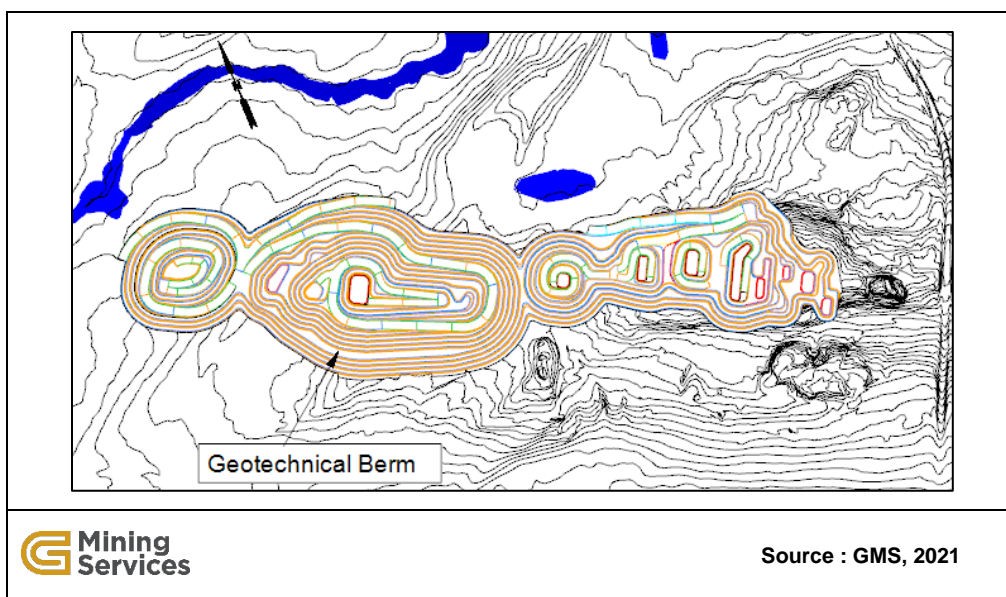 Geotechnical Berm
G Mining
Services
Source : GMS, 2021